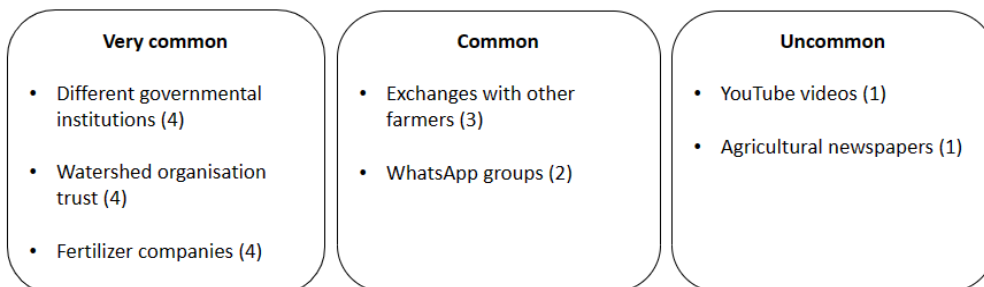 Very common
• Different governmental
institutions (4)
• Watershed organisation
trust (4)
• Fertilizer companies (4)
Common
• Exchanges with other
farmers (3)
• WhatsApp groups (2)
Uncommon
• YouTube videos (1)
• Agricultural newspapers (1)